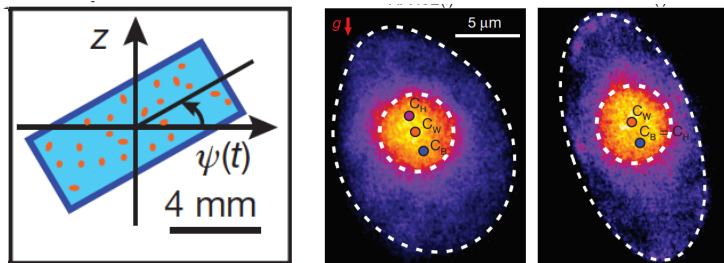 z
ψ(t)
4 mm
g
5 μm
C_H
C_W
C_B
C_W
C_B = C_H